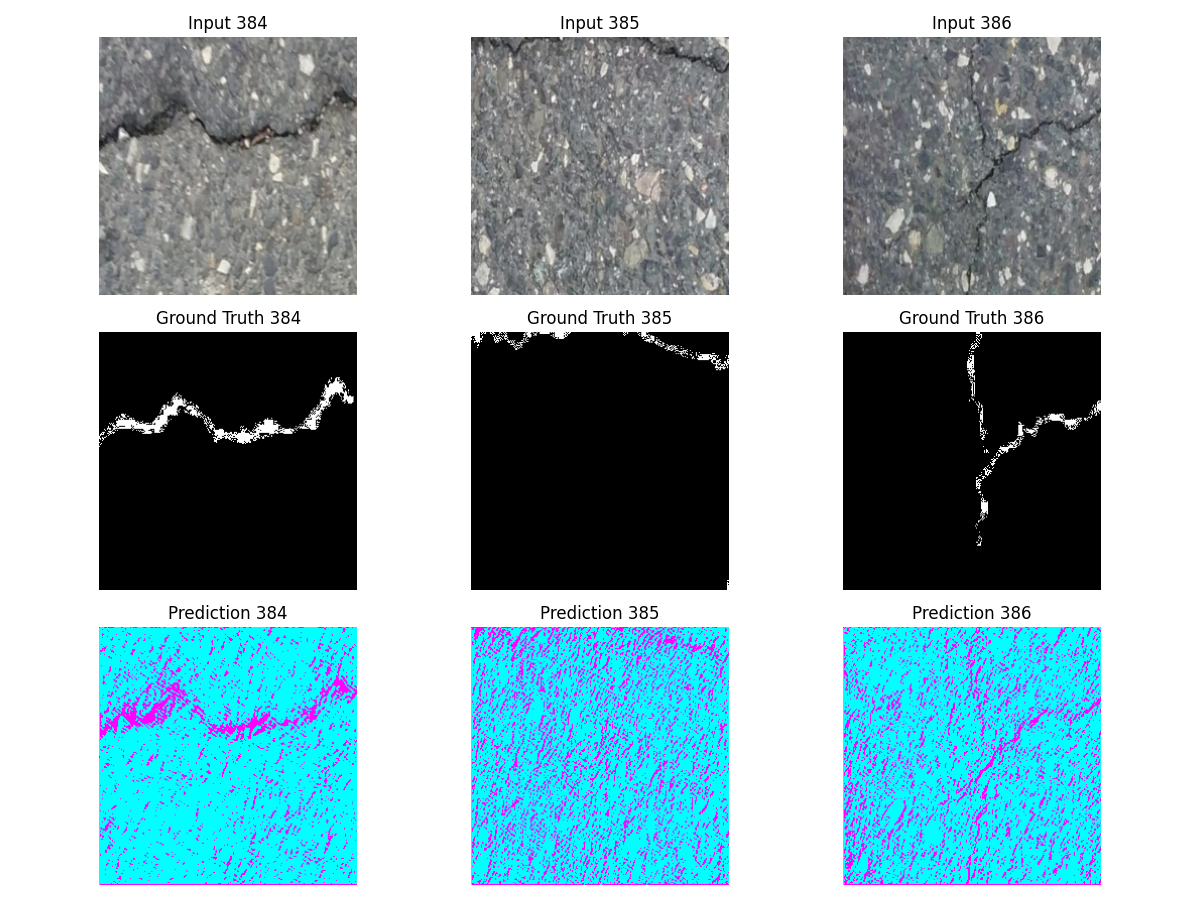 Input 384
Input 385
Input 386
Ground Truth 384
Ground Truth 385
Ground Truth 386
Prediction 384
Prediction 385
Prediction 386